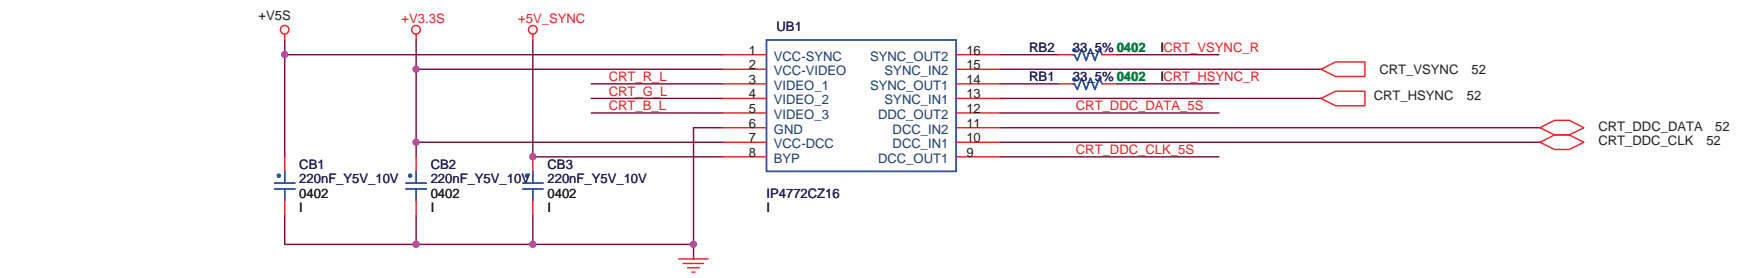 +V5S
+V3.3S
+5V_SYNC
UB1
1 VCC-SYNC SYNC_OUT2 16 RB2 33_5% 0402 I CRT_VSYNC_R
2 VCC-VIDEO SYNC_IN2 15 CRT_VSYNC 52
CRT_R_L 3 VIDEO_1 SYNC_OUT1 14 RB1 33_5% 0402 I CRT_HSYNC_R
CRT_G_L 4 VIDEO_2 SYNC_IN1 13 CRT_HSYNC 52
CRT_B_L 5 VIDEO_3 DDC_OUT2 12 CRT_DDC_DATA_5S
6 GND DCC_IN2 11 CRT_DDC_DATA 52
7 VCC-DCC DCC_IN1 10 CRT_DDC_CLK 52
8 BYP DCC_OUT1 9 CRT_DDC_CLK_5S
CB1
220nF_Y5V_10V
0402
I
CB2
220nF_Y5V_10V
0402
I
CB3
220nF_Y5V_10V
0402
I
IP4772CZ16
I